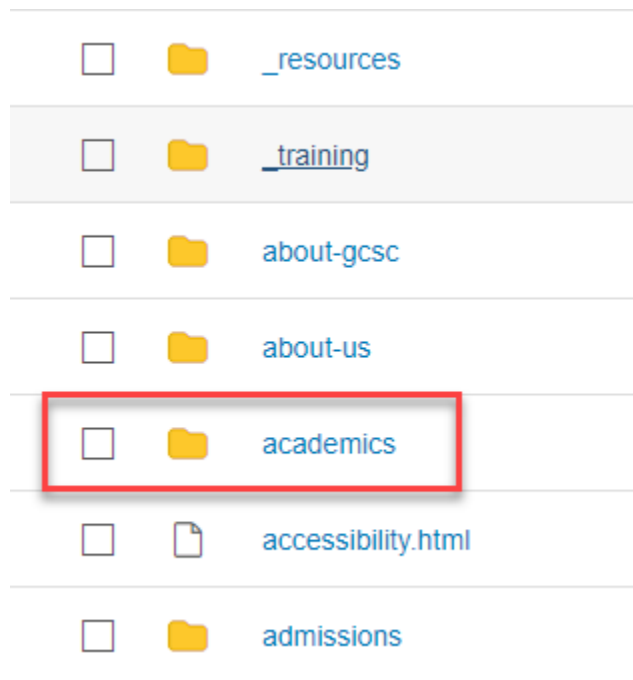 _resources
_training
about-gcsc
about-us
academics
accessibility.html
admissions